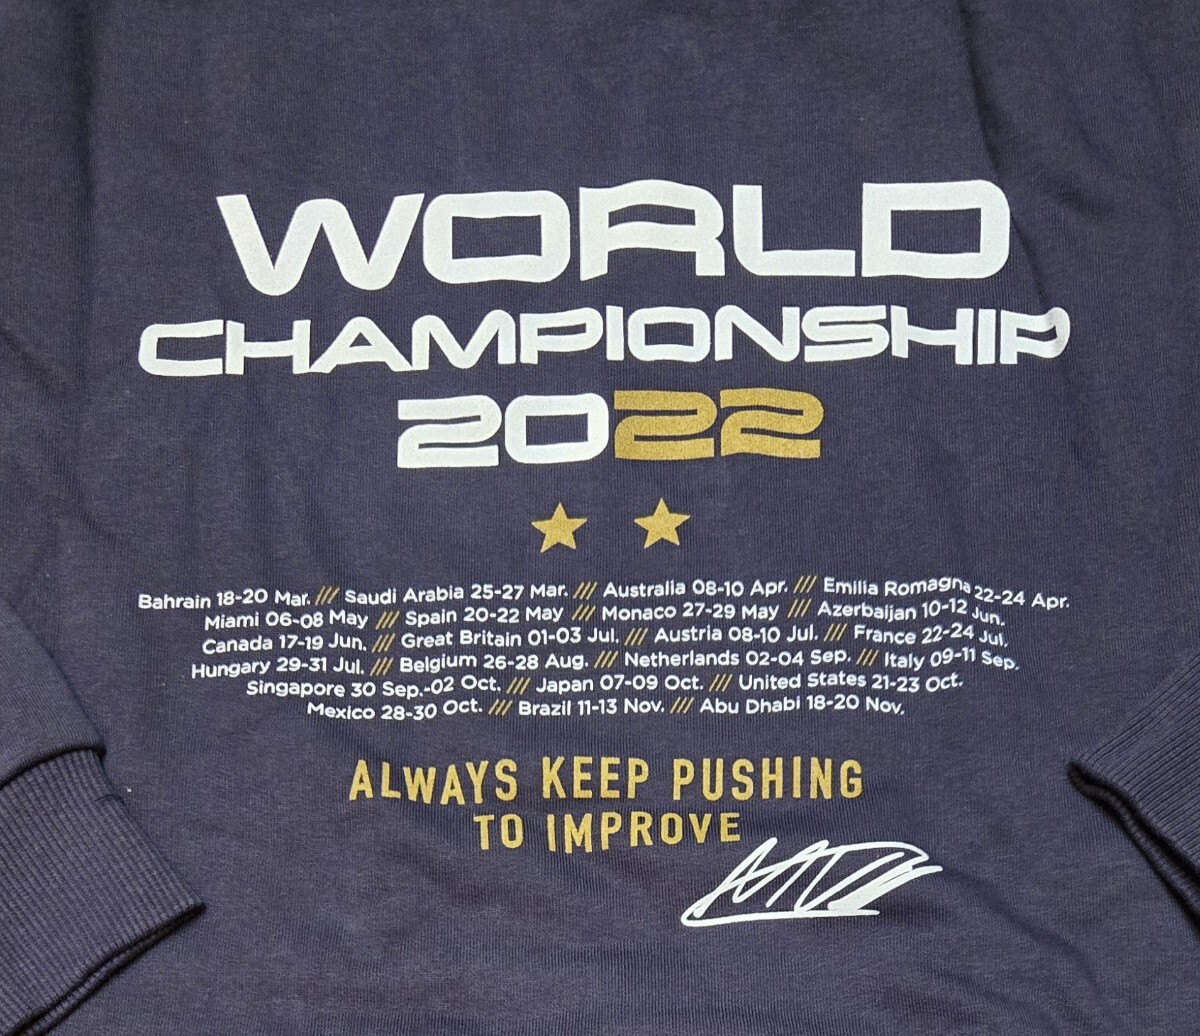 WORLD
CHAMPIONSHIP
2022
Bahrain 18-20 Mar. /// Saudi Arabia 25-27 Mar. /// Australia 08-10 Apr. /// Emilia Romagna 22-24 Apr.
Miami 06-08 May /// Spain 20-22 May /// Monaco 27-29 May /// Azerbaijan 10-12 Jun.
Canada 17-19 Jun. /// Great Britain 01-03 Jul. /// Austria 08-10 Jul. /// France 22-24 Jul.
Hungary 29-31 Jul. /// Belgium 26-28 Aug. /// Netherlands 02-04 Sep. /// Italy 09-11 Sep.
Singapore 30 Sep.-02 Oct. /// Japan 07-09 Oct. /// United States 21-23 Oct.
Mexico 28-30 Oct. /// Brazil 11-13 Nov. /// Abu Dhabi 18-20 Nov.
ALWAYS KEEP PUSHING
TO IMPROVE